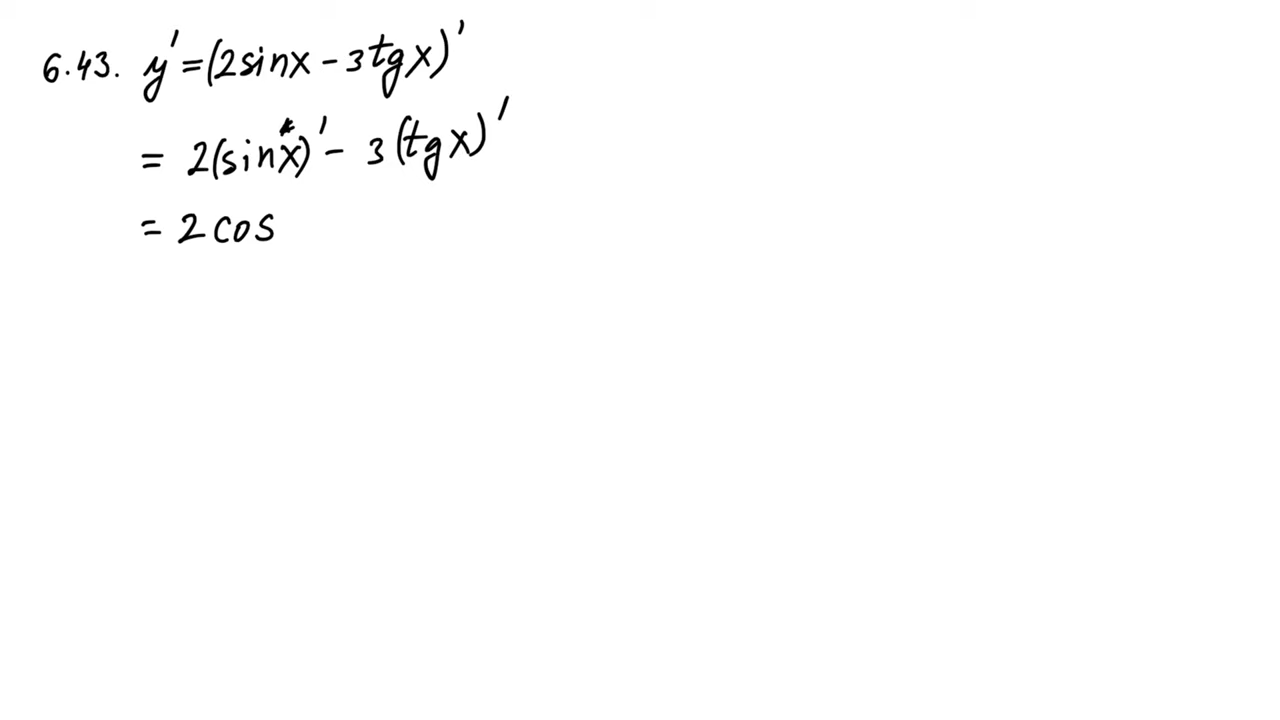 6.43. y' = (2sinx - 3tgx)'
= 2(sinx)' - 3(tgx)'
= 2cos